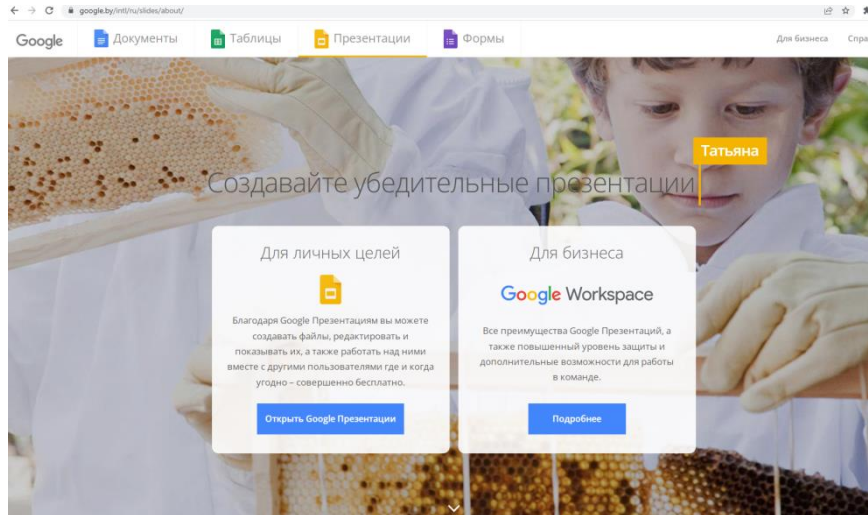 google.by/intl/ru/slides/about/
Google Документы Таблицы Презентации Формы Для бизнеса Спра
Татьяна
Создавайте убедительные презентации
Для личных целей
Благодаря Google Презентациям вы можете
создавать файлы, редактировать и
показывать их, а также работать над ними
вместе с другими пользователями где и когда
угодно – совершенно бесплатно.
Открыть Google Презентации
Для бизнеса
Google Workspace
Все преимущества Google Презентаций, а
также повышенный уровень защиты и
дополнительные возможности для работы
в команде.
Подробнее